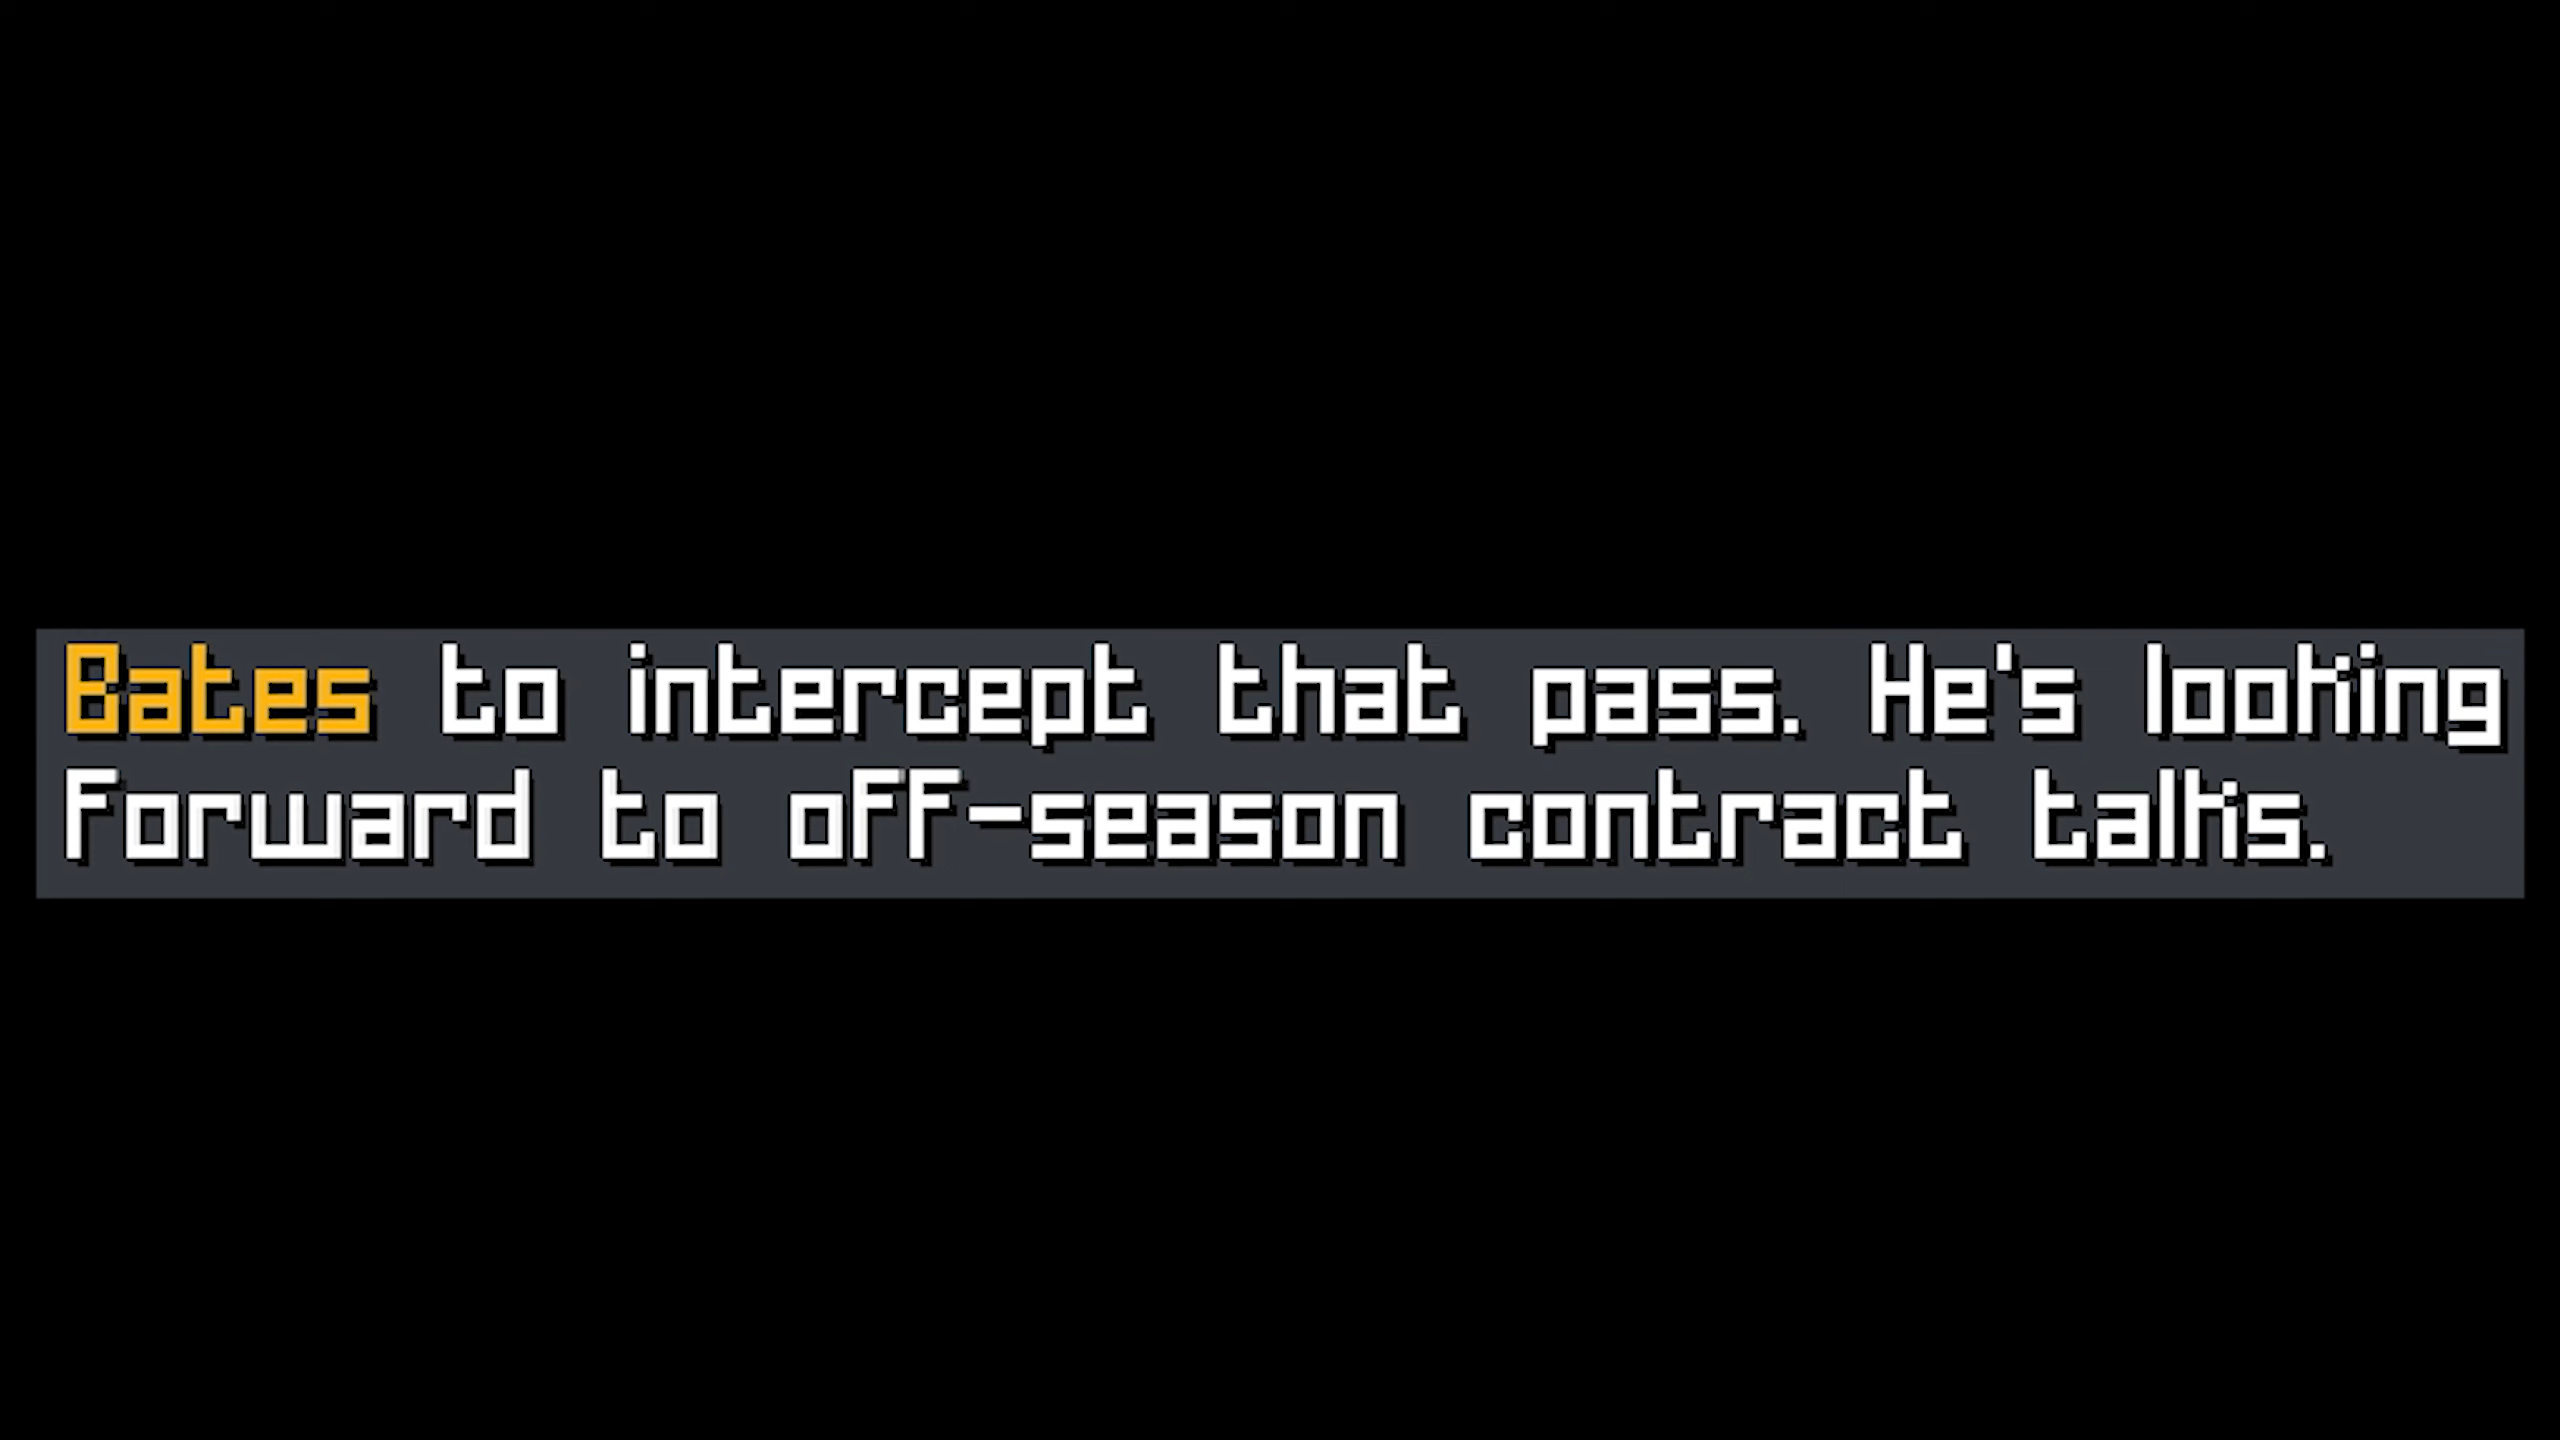 Bates to intercept that pass. He's looking
forward to off-season contract talks.